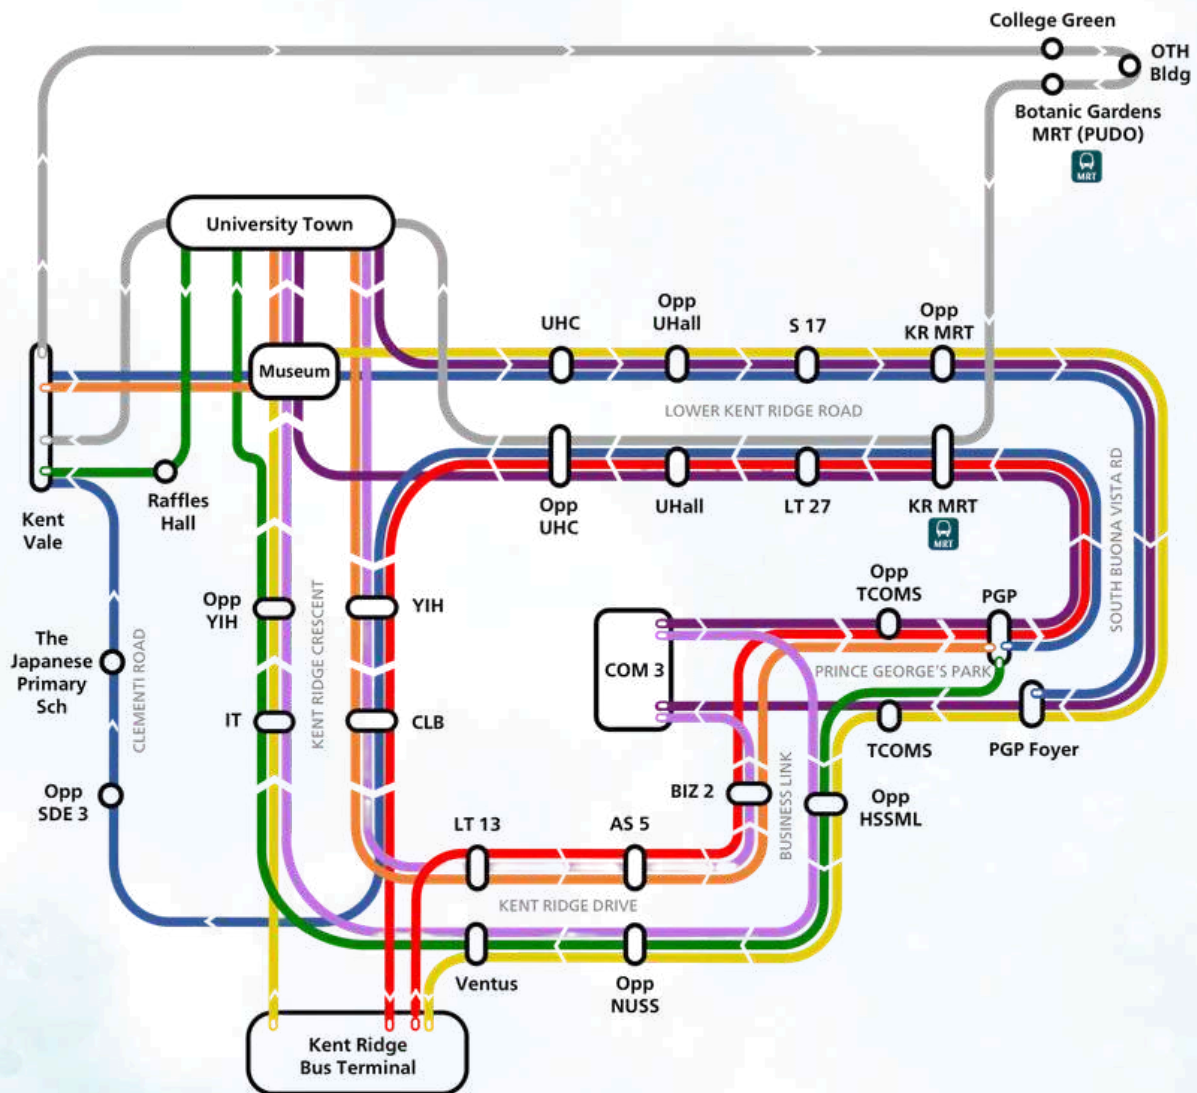 College Green
OTH
Bldg
Botanic Gardens
MRT (PUDO)
MRT
University Town
UHC
Opp
UHall
S 17
Opp
KR MRT
Museum
LOWER KENT RIDGE ROAD
Kent
Vale
Raffles
Hall
Opp
UHC
UHall
LT 27
KR MRT
MRT
SOUTH BUONA VISTA RD
Opp
YIH
KENT RIDGE CRESCENT
YIH
Opp
TCOMS
PGP
The
Japanese
Primary
Sch
CLEMENTI ROAD
COM 3
PRINCE GEORGE'S PARK
IT
CLB
TCOMS
PGP Foyer
Opp
SDE 3
BIZ 2
BUSINESS LINK
Opp
HSSML
LT 13
AS 5
KENT RIDGE DRIVE
Ventus
Opp
NUSS
Kent Ridge
Bus Terminal